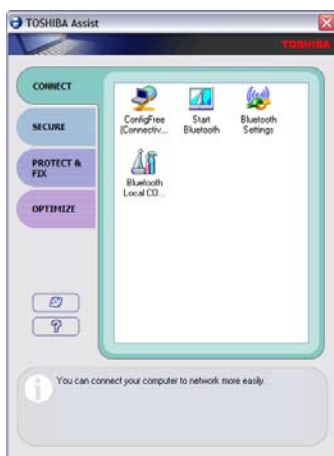 TOSHIBA Assist
TOSHIBA
CONNECT
SECURE
PROTECT &
FIX
OPTIMIZE
ConfigFree
(Connectiv...
Start
Bluetooth
Bluetooth
Settings
Bluetooth
Local CO...
You can connect your computer to network more easily.